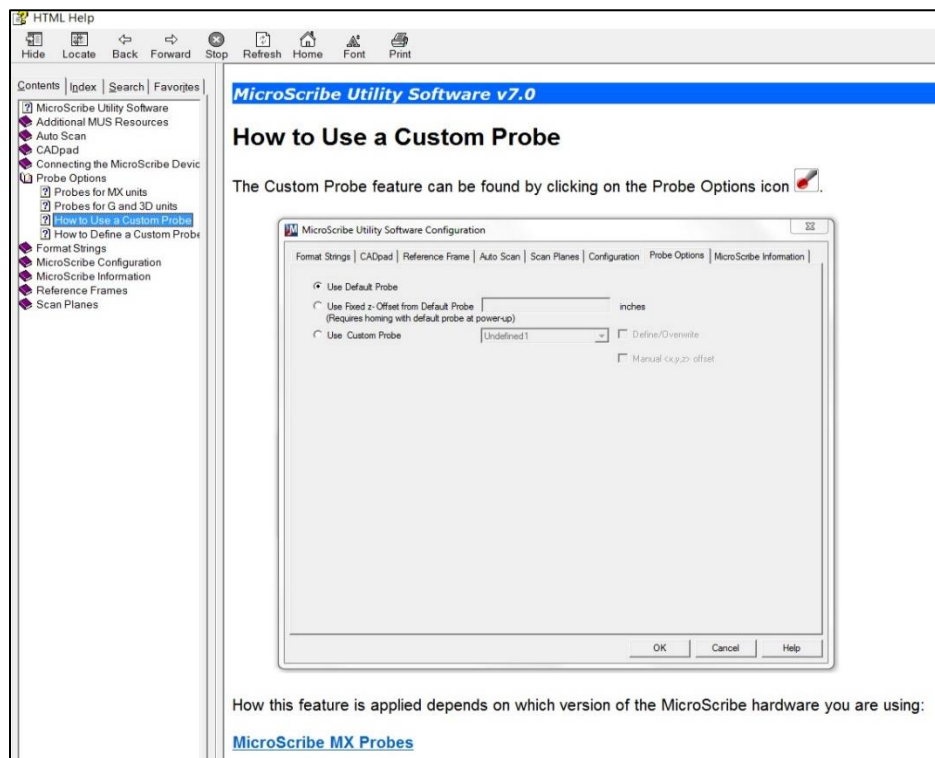 HTML Help
Hide Locate Back Forward Stop Refresh Home Font Print
Contents Index Search Favorites
MicroScribe Utility Software
Additional MUS Resources
Auto Scan
CADpad
Connecting the MicroScribe Devic
Probe Options
Probes for MX units
Probes for G and 3D units
How to Use a Custom Probe
How to Define a Custom Probe
Format Strings
MicroScribe Configuration
MicroScribe Information
Reference Frames
Scan Planes
MicroScribe Utility Software v7.0
How to Use a Custom Probe
The Custom Probe feature can be found by clicking on the Probe Options icon .
MicroScribe Utility Software Configuration
Format Strings CADpad Reference Frame Auto Scan Scan Planes Configuration Probe Options MicroScribe Information
Use Default Probe
Use Fixed z- Offset from Default Probe inches
(Requires homing with default probe at power-up)
Use Custom Probe Undefined1 Define/Overwrite
Manual <x,y,z> offset
OK Cancel Help
How this feature is applied depends on which version of the MicroScribe hardware you are using:
MicroScribe MX Probes